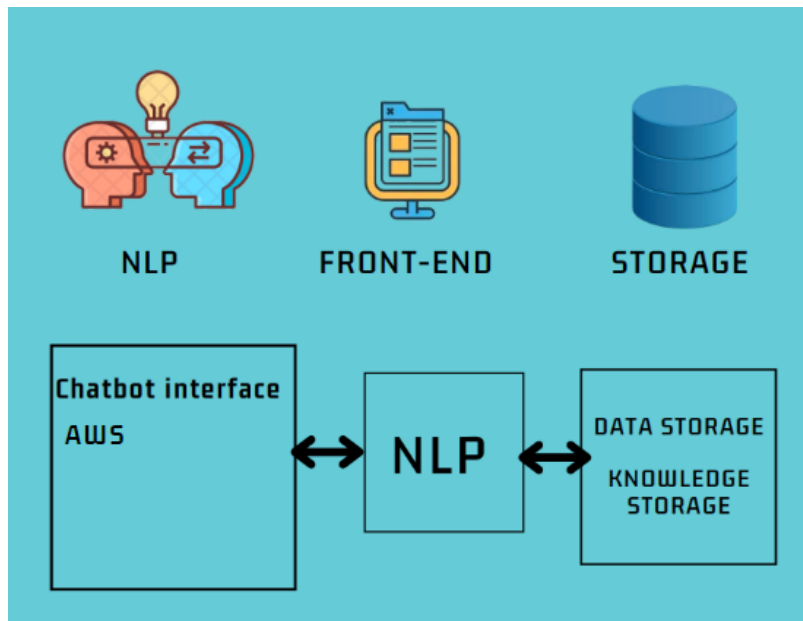 NLP
FRONT-END
STORAGE
Chatbot interface
AWS
NLP
DATA STORAGE
KNOWLEDGE
STORAGE